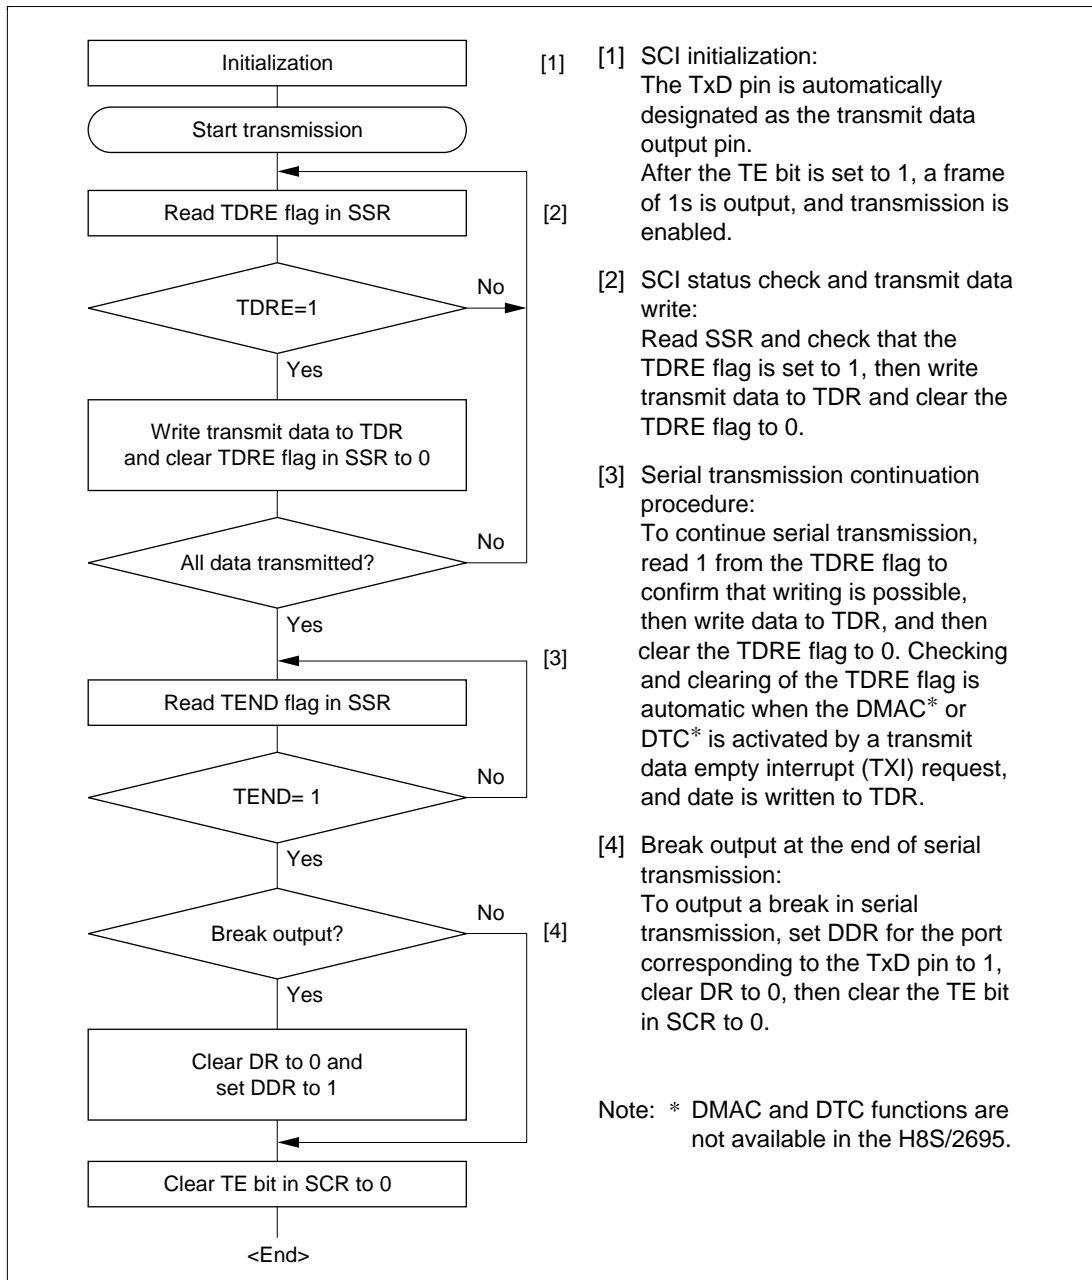 Initialization
[1]
Start transmission
Read TDRE flag in SSR
[2]
TDRE=1
No
Yes
Write transmit data to TDR
and clear TDRE flag in SSR to 0
All data transmitted?
No
Yes
[3]
Read TEND flag in SSR
TEND= 1
No
Yes
Break output?
No
[4]
Yes
Clear DR to 0 and
set DDR to 1
Clear TE bit in SCR to 0
<End>
[1] SCI initialization:
The TxD pin is automatically
designated as the transmit data
output pin.
After the TE bit is set to 1, a frame
of 1s is output, and transmission is
enabled.
[2] SCI status check and transmit data
write:
Read SSR and check that the
TDRE flag is set to 1, then write
transmit data to TDR and clear the
TDRE flag to 0.
[3] Serial transmission continuation
procedure:
To continue serial transmission,
read 1 from the TDRE flag to
confirm that writing is possible,
then write data to TDR, and then
clear the TDRE flag to 0. Checking
and clearing of the TDRE flag is
automatic when the DMAC* or
DTC* is activated by a transmit
data empty interrupt (TXI) request,
and date is written to TDR.
[4] Break output at the end of serial
transmission:
To output a break in serial
transmission, set DDR for the port
corresponding to the TxD pin to 1,
clear DR to 0, then clear the TE bit
in SCR to 0.
Note: * DMAC and DTC functions are
not available in the H8S/2695.